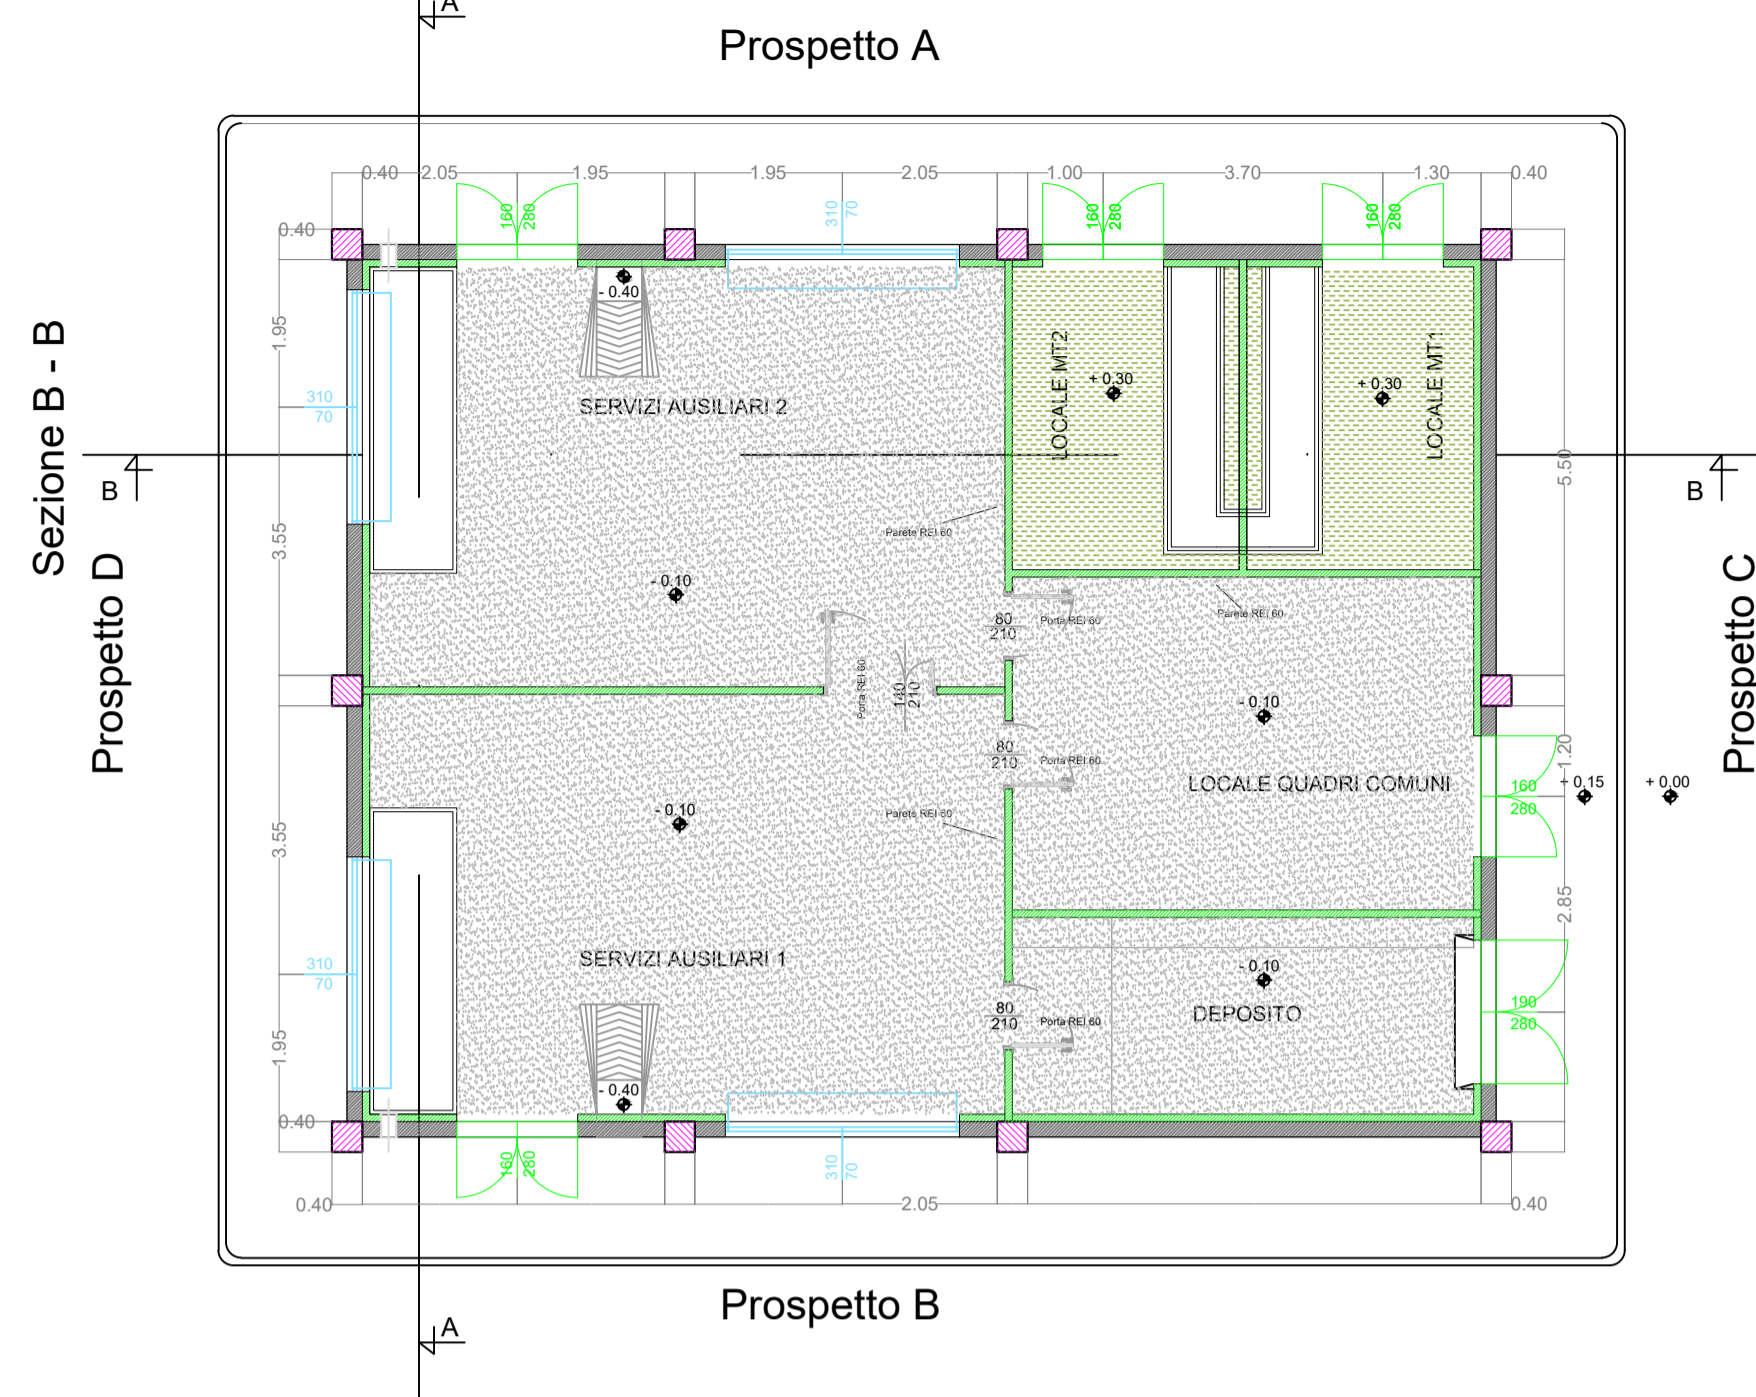 A
Prospetto A
0.40
2.05
1.95
1.95
2.05
1.00
3.70
1.30
0.40
160
280
310
70
160
280
160
280
0.40
- 0.40
1.95
Sezione B - B
LOCALE MT2
LOCALE MT1
+ 0.30
+ 0.30
310
70
SERVIZI AUSILIARI 2
B
B
5.50
3.55
Parete REI 60
- 0.10
80
210
Porta REI 60
Parete REI 60
Prospetto D
Prospetto C
Porta REI 60
140
210
- 0.10
80
210
Porta REI 60
1.20
LOCALE QUADRI COMUNI
160
280
+ 0.15
+ 0.00
- 0.10
Parete REI 60
3.55
2.85
SERVIZI AUSILIARI 1
310
70
- 0.10
DEPOSITO
190
280
80
210
Porta REI 60
1.95
- 0.40
0.40
160
280
310
70
0.40
2.05
0.40
Prospetto B
A